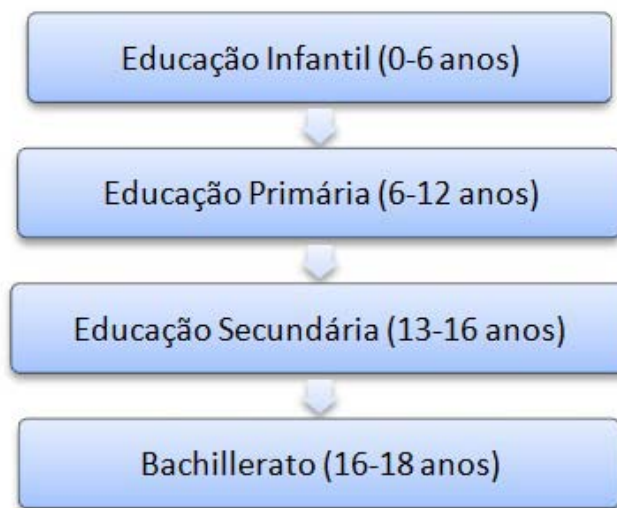 Educação Infantil (0-6 anos)
Educação Primária (6-12 anos)
Educação Secundária (13-16 anos)
Bachillerato (16-18 anos)